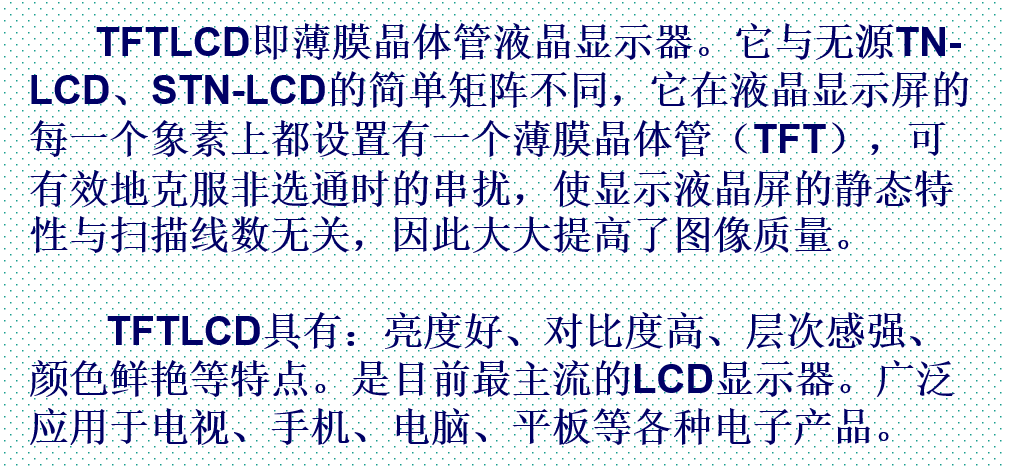 TFTLCD即薄膜晶体管液晶显示器。它与无源TN-
LCD、STN-LCD的简单矩阵不同，它在液晶显示屏的
每一个象素上都设置有一个薄膜晶体管（TFT），可
有效地克服非选通时的串扰，使显示液晶屏的静态特
性与扫描线数无关，因此大大提高了图像质量。
TFTLCD具有：亮度好、对比度高、层次感强、
颜色鲜艳等特点。是目前最主流的LCD显示器。广泛
应用于电视、手机、电脑、平板等各种电子产品。